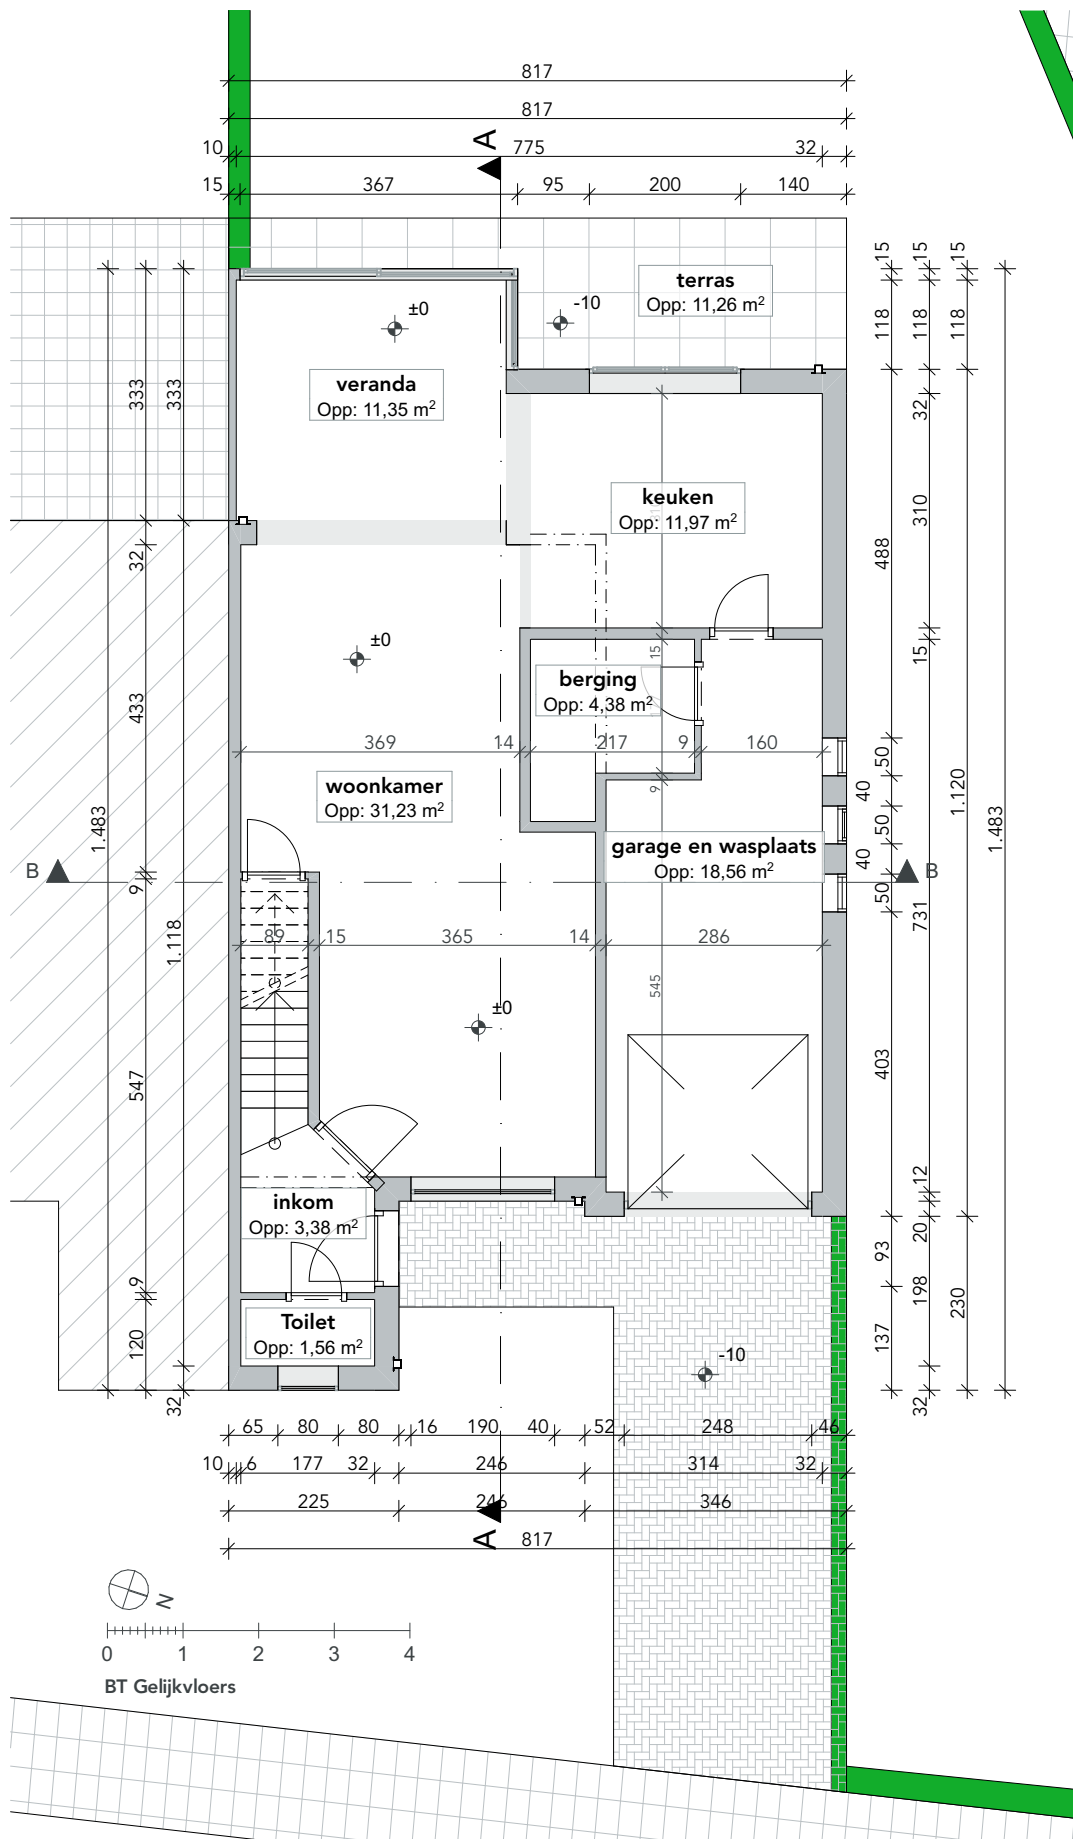 817
817
10 775 32
15 367 95 200 140
A
terras
Opp: 11,26 m²
±0
-10
veranda
Opp: 11,35 m²
keuken
Opp: 11,97 m²
±0
berging
Opp: 4,38 m²
15
369 14 217 9 160
9
woonkamer
Opp: 31,23 m²
garage en wasplaats
Opp: 18,56 m²
B
B
89 15 365 14 286
545
±0
inkom
Opp: 3,38 m²
Toilet
Opp: 1,56 m²
-10
1.483
333
32
433
9
547
9
120
333
1.118
32
15
118
488
50
40
50
40
50
403
93
137
15
118
32
310
15
731
12
20
198
32
15
118
1.120
230
1.483
65 80 80 16 190 40 52 248 46
10 6 177 32 246 314 32
225 246 346
A
817
N
0 1 2 3 4
BT Gelijkvloers